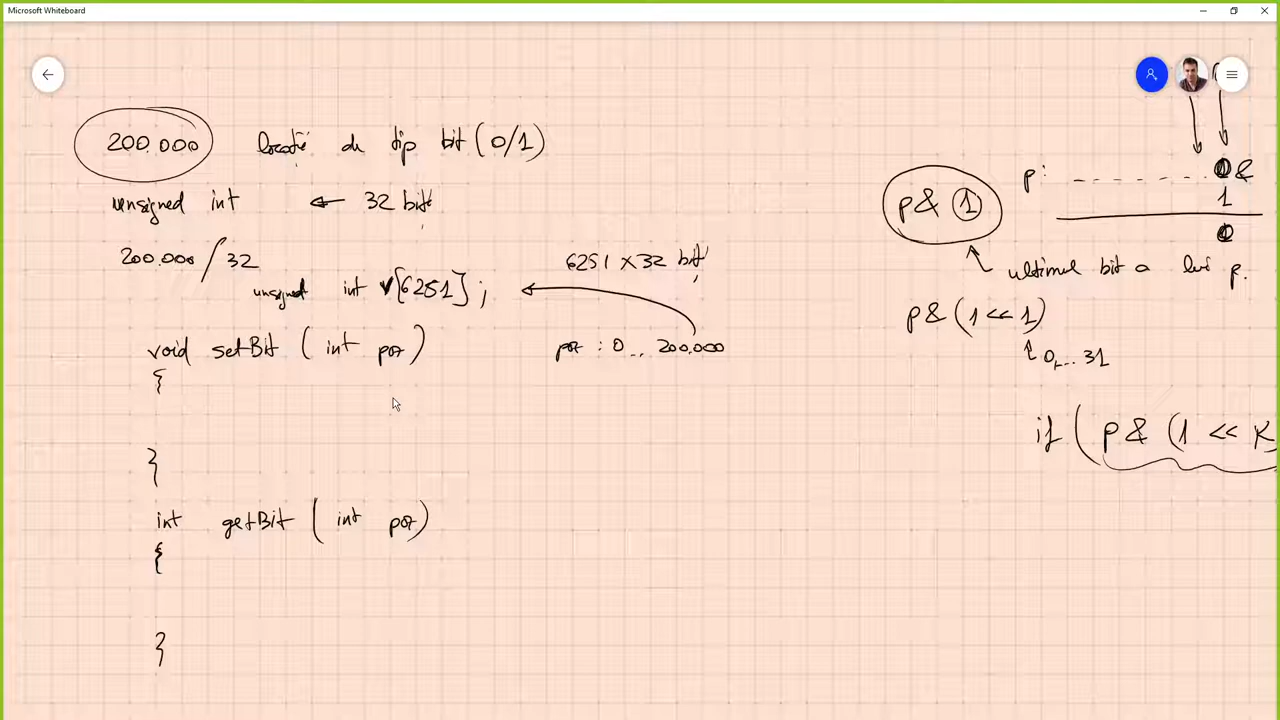 Microsoft Whiteboard
200.000 locații de tip bit (0/1)
unsigned int ← 32 biți
200.000 / 32
unsigned int v[6251];
6251 x 32 biți
void setBit (int poz)
poz : 0 ... 200.000
{
}
int getBit (int poz)
{
}
p:
&
p & 1
1
0
ultimul bit a lui p.
p & (1 << 1)
0, ... 31
if ( p & (1 << K